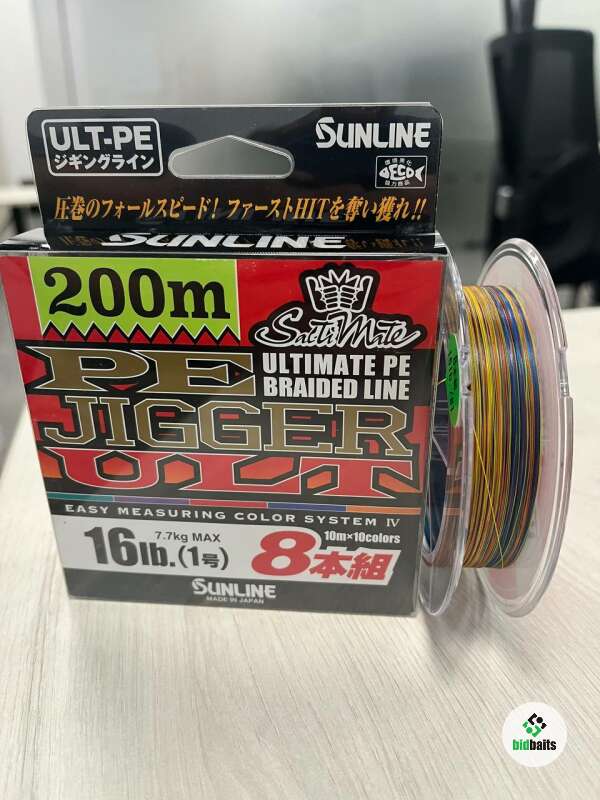 ULT-PE
ジギングライン
SUNLINE
ECO
圧巻のフォールスピード! ファーストHITを奪い獲れ!!
SUNLINE
200m
SaltiMate
PE
ULTIMATE PE
BRAIDED LINE
JIGGER
ULT
EASY MEASURING COLOR SYSTEM IV
7.7kg MAX
16lb.(1号)
8本組
10m×10colors
SUNLINE
MADE IN JAPAN
bidbaits